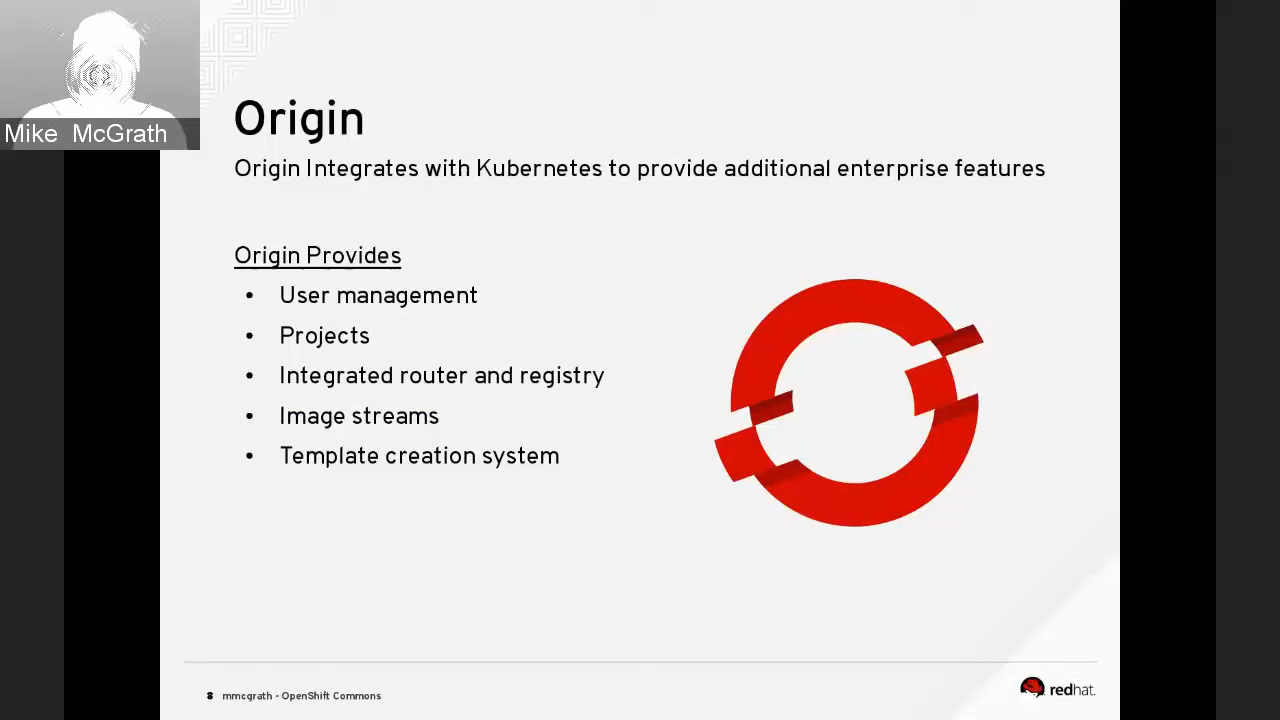 Mike McGrath
Origin
Origin Integrates with Kubernetes to provide additional enterprise features
Origin Provides
• User management
• Projects
• Integrated router and registry
• Image streams
• Template creation system
8 mmcgrath - OpenShift Commons
redhat.